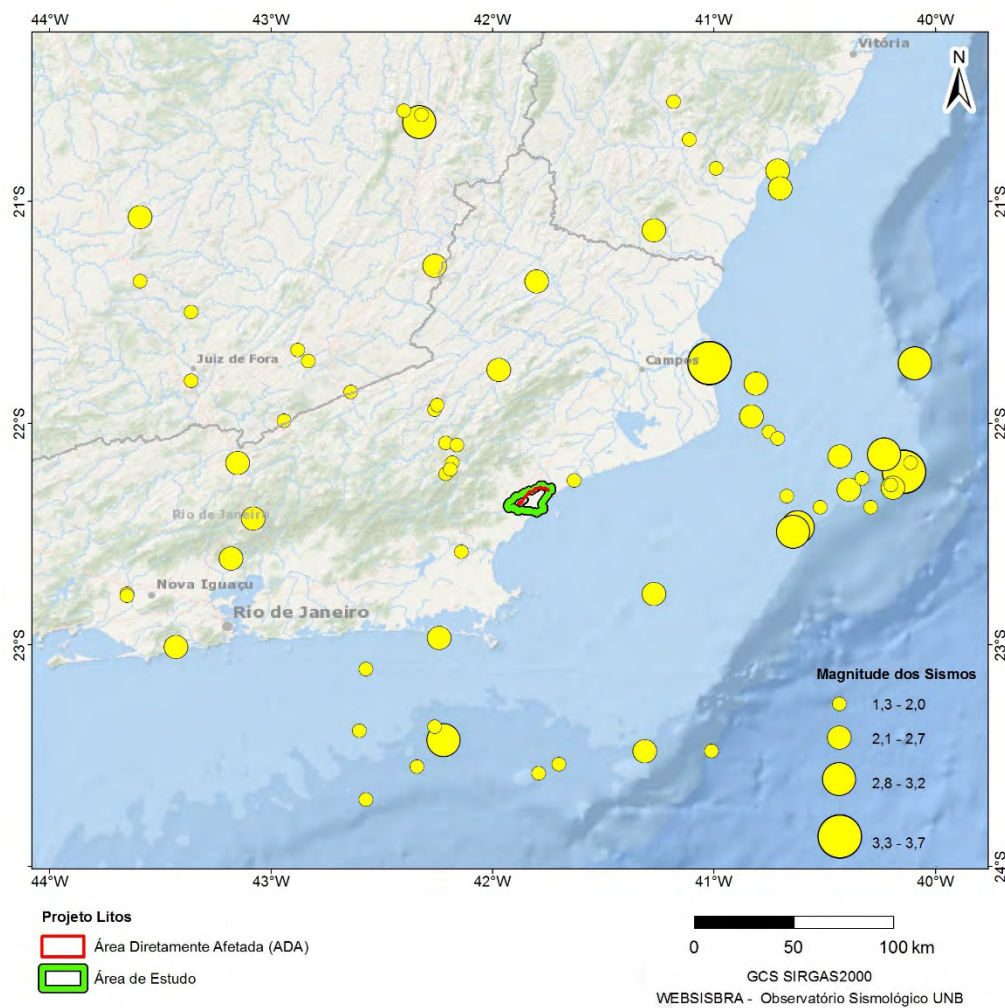 44°W 43°W 42°W 41°W 40°W
Vitória
N
21°S
21°S
Juiz de Fora
Campos
22°S
22°S
Rio de Janeiro
Nova Iguaçu
Rio de Janeiro
23°S
23°S
Magnitude dos Sismos
1,3 - 2,0
2,1 - 2,7
2,8 - 3,2
3,3 - 3,7
24°S
44°W 43°W 42°W 41°W 40°W
Projeto Litos
Área Diretamente Afetada (ADA)
Área de Estudo
0 50 100 km
GCS SIRGAS2000
WEBSISBRA - Observatório Sismológico UNB